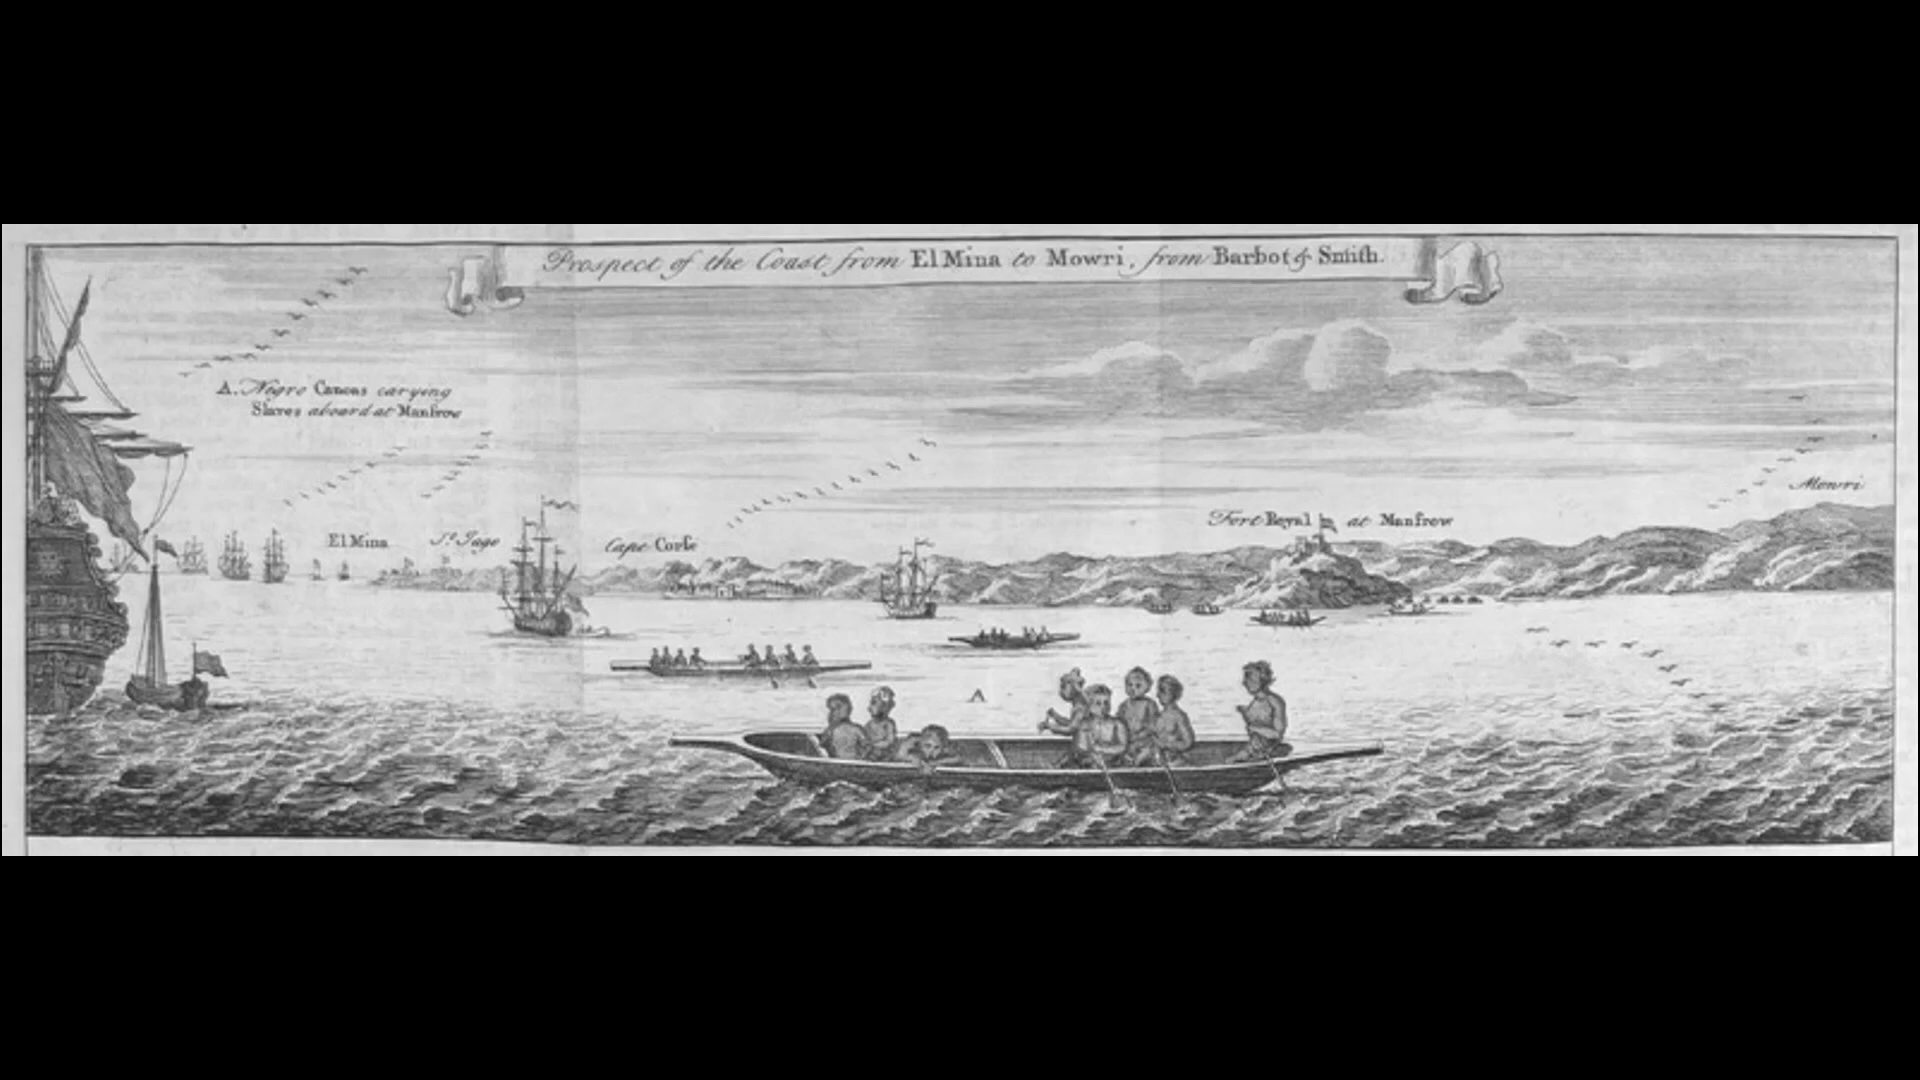 Prospect of the Coast from El Mina to Mowri, from Barbot & Smith.
A. Negro Canoas carying
Slaves aboard at Manfrow
Mowri
Fort Royal at Manfrow
El Mina
St. Jago
Cape Corse
A